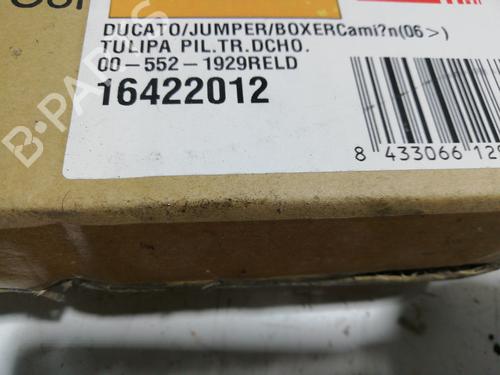 DUCATO/JUMPER/BOXERCami?n(06>)
TULIPA PIL.TR.DCHO.
00-552-1929RELD
16422012
8 433066 12
B-PARTS